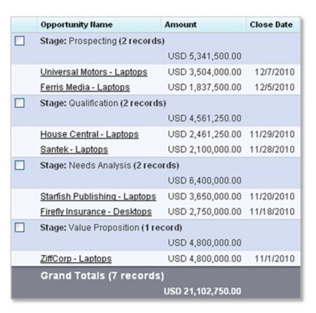 Opportunity Name Amount Close Date
Stage: Prospecting (2 records)
USD 5,341,500.00
Universal Motors - Laptops USD 3,504,000.00 12/7/2010
Ferris Media - Laptops USD 1,837,500.00 12/5/2010
Stage: Qualification (2 records)
USD 4,561,250.00
House Central - Laptops USD 2,461,250.00 11/29/2010
Santek - Laptops USD 2,100,000.00 11/28/2010
Stage: Needs Analysis (2 records)
USD 6,400,000.00
Starfish Publishing - Laptops USD 3,650,000.00 11/20/2010
Firefly Insurance - Desktops USD 2,750,000.00 11/18/2010
Stage: Value Proposition (1 record)
USD 4,800,000.00
ZiffCorp - Laptops USD 4,800,000.00 11/1/2010
Grand Totals (7 records)
USD 21,102,750.00